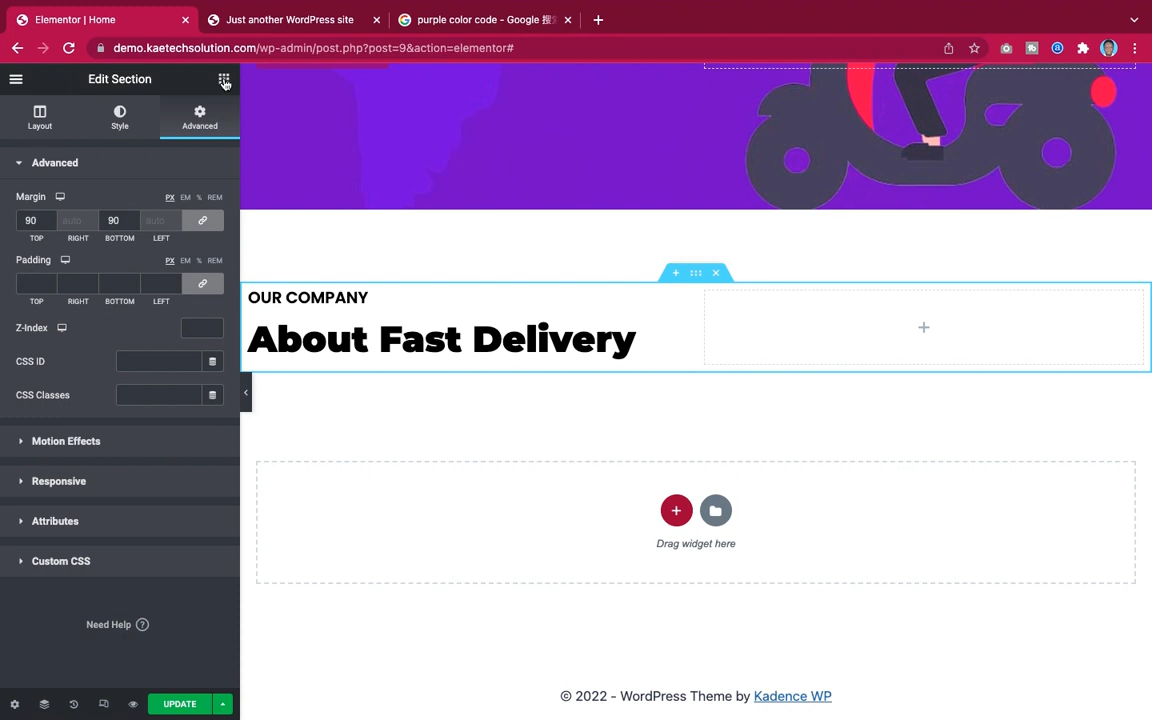 Elementor | Home
Just another WordPress site
purple color code - Google 搜
demo.kaetechsolution.com/wp-admin/post.php?post=9&action=elementor#
Edit Section
Layout
Style
Advanced
Advanced
Margin
PX EM % REM
90 auto 90 auto
TOP RIGHT BOTTOM LEFT
Padding
PX EM % REM
TOP RIGHT BOTTOM LEFT
Z-Index
CSS ID
CSS Classes
Motion Effects
Responsive
Attributes
Custom CSS
Need Help ?
UPDATE
OUR COMPANY
About Fast Delivery
Drag widget here
© 2022 - WordPress Theme by Kadence WP